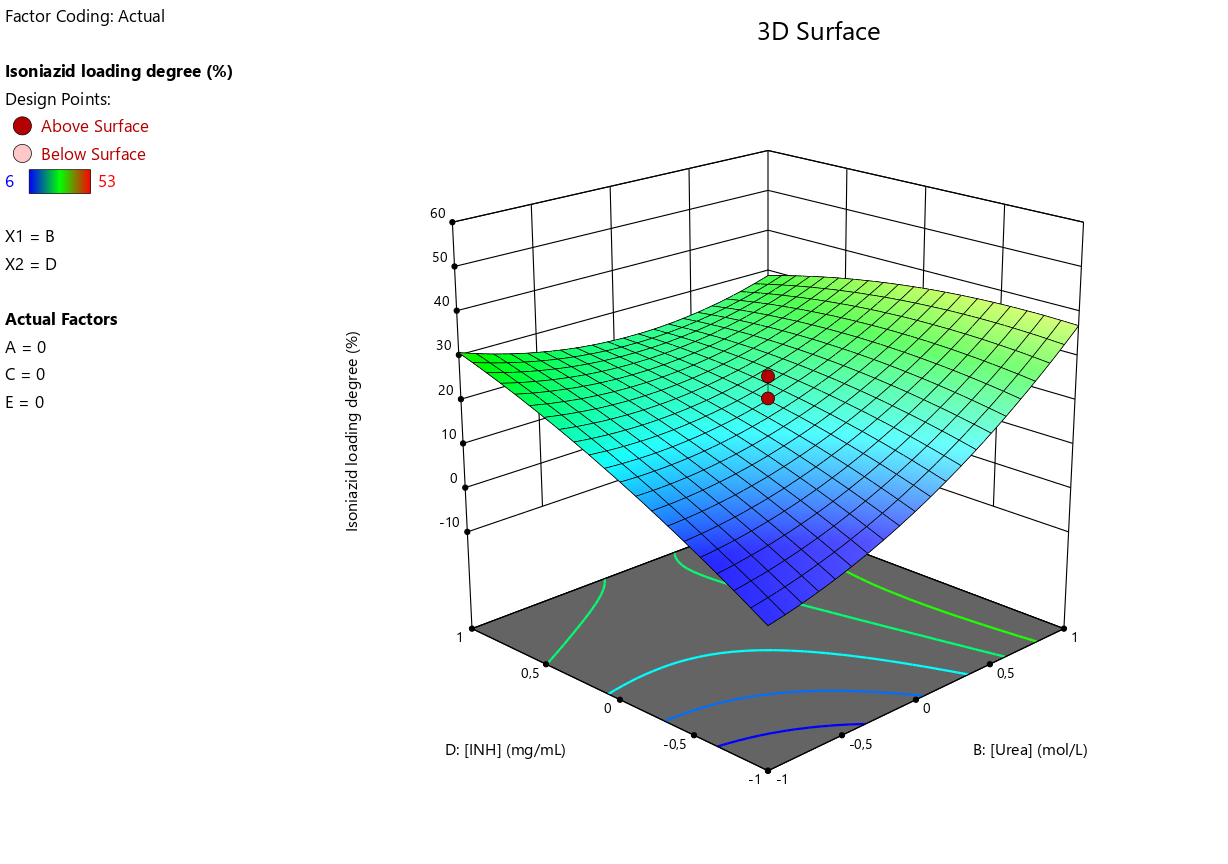 Factor Coding: Actual
3D Surface
Isoniazid loading degree (%)
Design Points:
Above Surface
Below Surface
6 53
X1 = B
X2 = D
Actual Factors
A = 0
C = 0
E = 0
Isoniazid loading degree (%)
60
50
40
30
20
10
0
-10
1
0,5
0
-0,5
-1
-1
-0,5
0
0,5
1
D: [INH] (mg/mL)
B: [Urea] (mol/L)